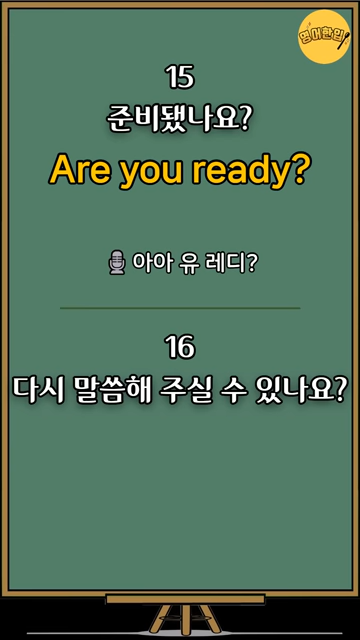 영어한입
15
준비됐나요?
Are you ready?
아아 유 레디?
16
다시 말씀해 주실 수 있나요?